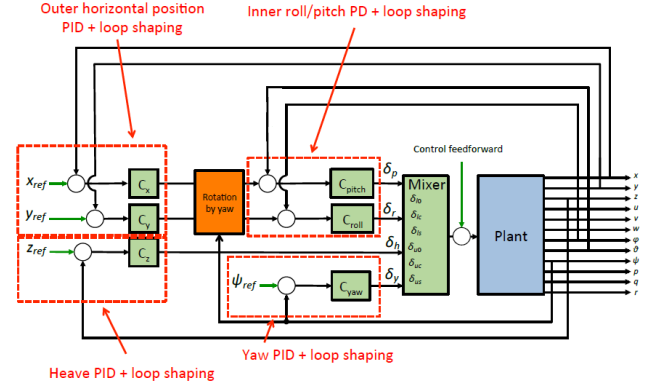 Outer horizontal position
PID + loop shaping
Inner roll/pitch PD + loop shaping
Control feedforward
x_ref
C_x
Rotation
by yaw
C_pitch
δ_p
Mixer
δ_lo
δ_lc
δ_ls
δ_uo
δ_uc
δ_us
Plant
x
y
z
u
v
w
φ
ϑ
ψ
p
q
r
y_ref
C_y
C_roll
δ_r
z_ref
C_z
δ_h
ψ_ref
C_yaw
δ_y
Yaw PID + loop shaping
Heave PID + loop shaping